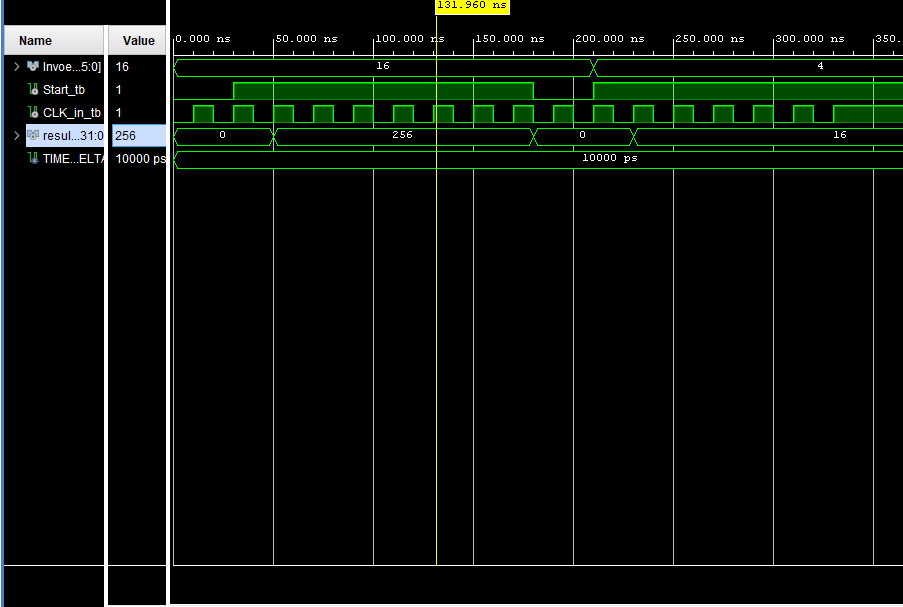 131.960 ns
Name Value
0.000 ns 50.000 ns 100.000 ns 150.000 ns 200.000 ns 250.000 ns 300.000 ns 350.
Invoe...5:0] 16 16 4
Start_tb 1
CLK_in_tb 1
resul...31:0 256 0 256 0 16
TIME...ELTA 10000 ps 10000 ps